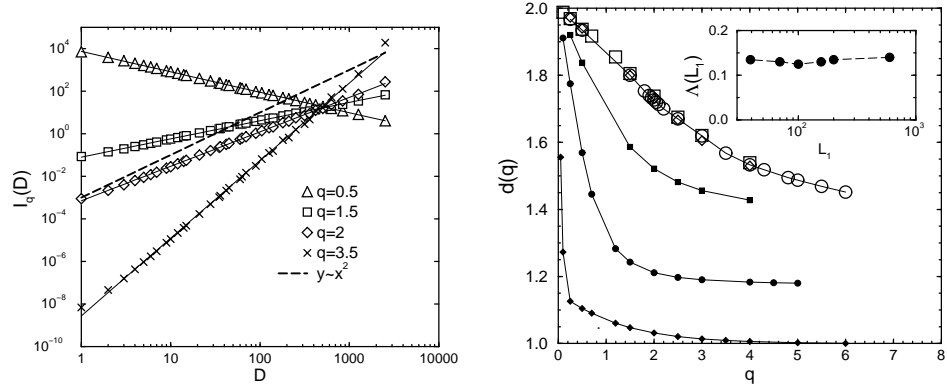 10^4
10^2
10^0
10^−2
10^−4
10^−6
10^−8
10^−10
I_q(D)
q=0.5
q=1.5
q=2
q=3.5
y~x^2
1 10 100 1000 10000
D
2.0
1.8
1.6
1.4
1.2
1.0
d(q)
0 1 2 3 4 5 6 7 8
q
0.2
0.1
0.0
Λ(L_1)
10^2 10^3
L_1